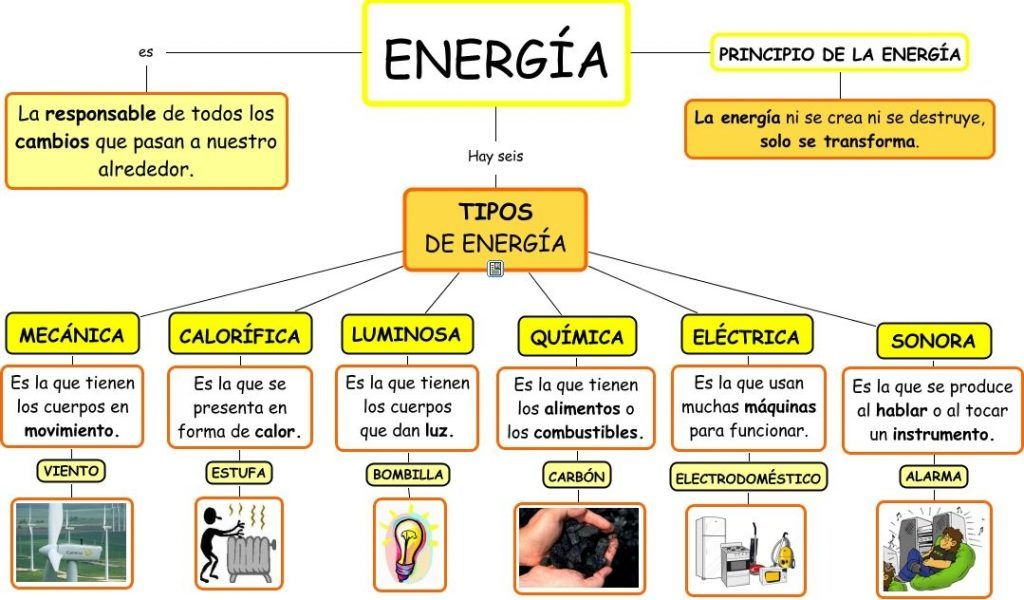 ENERGÍA
es
PRINCIPIO DE LA ENERGÍA
La responsable de todos los
cambios que pasan a nuestro
alrededor.
La energía ni se crea ni se destruye,
solo se transforma.
Hay seis
TIPOS
DE ENERGÍA
MECÁNICA
CALORÍFICA
LUMINOSA
QUÍMICA
ELÉCTRICA
SONORA
Es la que tienen
los cuerpos en
movimiento.
Es la que se
presenta en
forma de calor.
Es la que tienen
los cuerpos
que dan luz.
Es la que tienen
los alimentos o
los combustibles.
Es la que usan
muchas máquinas
para funcionar.
Es la que se produce
al hablar o al tocar
un instrumento.
VIENTO
ESTUFA
BOMBILLA
CARBÓN
ELECTRODOMÉSTICO
ALARMA